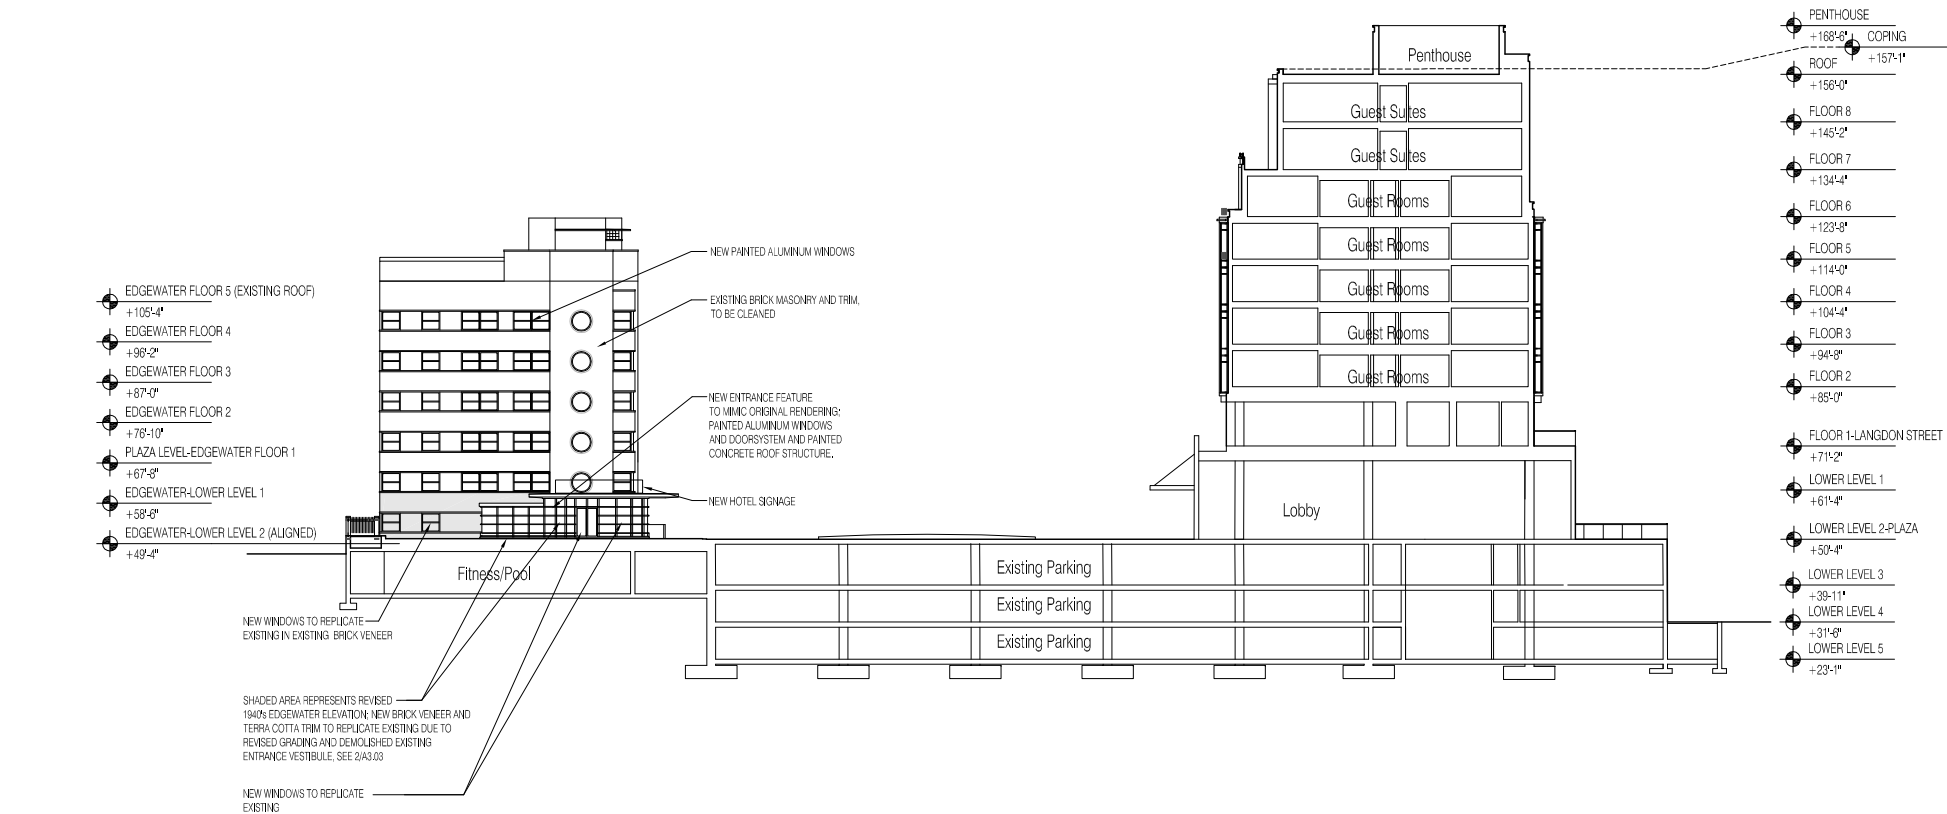 EDGEWATER FLOOR 5 (EXISTING ROOF)
+105'-4"
EDGEWATER FLOOR 4
+96'-2"
EDGEWATER FLOOR 3
+87'-0"
EDGEWATER FLOOR 2
+76'-10"
PLAZA LEVEL-EDGEWATER FLOOR 1
+67'-8"
EDGEWATER-LOWER LEVEL 1
+58'-6"
EDGEWATER-LOWER LEVEL 2 (ALIGNED)
+49'-4"
NEW PAINTED ALUMINUM WINDOWS
EXISTING BRICK MASONRY AND TRIM,
TO BE CLEANED
NEW ENTRANCE FEATURE
TO MIMIC ORIGINAL RENDERING;
PAINTED ALUMINUM WINDOWS
AND DOORSYSTEM AND PAINTED
CONCRETE ROOF STRUCTURE.
NEW HOTEL SIGNAGE
Fitness/Pool
NEW WINDOWS TO REPLICATE
EXISTING IN EXISTING BRICK VENEER
SHADED AREA REPRESENTS REVISED
1940's EDGEWATER ELEVATION; NEW BRICK VENEER AND
TERRA COTTA TRIM TO REPLICATE EXISTING DUE TO
REVISED GRADING AND DEMOLISHED EXISTING
ENTRANCE VESTIBULE, SEE 2/A3.03
NEW WINDOWS TO REPLICATE
EXISTING
Penthouse
Guest Suites
Guest Suites
Guest Rooms
Guest Rooms
Guest Rooms
Guest Rooms
Guest Rooms
Lobby
Existing Parking
Existing Parking
Existing Parking
PENTHOUSE
+168'-6"
COPING
+157'-1"
ROOF
+156'-0"
FLOOR 8
+145'-2"
FLOOR 7
+134'-4"
FLOOR 6
+123'-8"
FLOOR 5
+114'-0"
FLOOR 4
+104'-4"
FLOOR 3
+94'-8"
FLOOR 2
+85'-0"
FLOOR 1-LANGDON STREET
+71'-2"
LOWER LEVEL 1
+61'-4"
LOWER LEVEL 2-PLAZA
+50'-4"
LOWER LEVEL 3
+39-11"
LOWER LEVEL 4
+31'-6"
LOWER LEVEL 5
+23'-1"